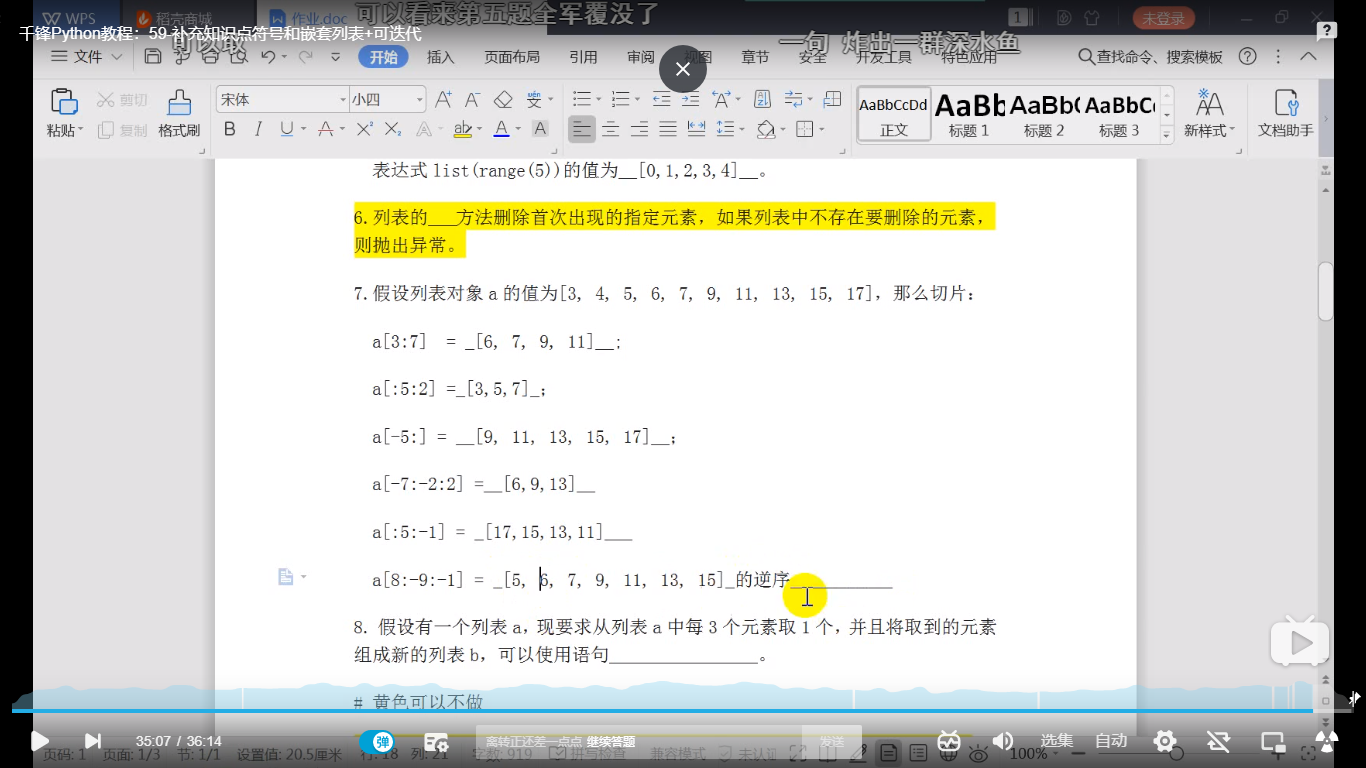 WPS
稻壳商城
作业.doc
可以看来第五题全军覆没了
1
未登录
千锋Python教程：59-补充知识点符号和嵌套列表+可迭代
可以取
一句 炸出一群深水鱼
文件
开始
插入
页面布局
引用
审阅
视图
章节
安全
开发工具
特色应用
查找命令、搜索模板
粘贴
剪切
复制
格式刷
宋体
小四
AaBbCcDd
正文
标题 1
标题 2
标题 3
新样式
文档助手
表达式 list(range(5))的值为__[0,1,2,3,4]__。
6.列表的___方法删除首次出现的指定元素，如果列表中不存在要删除的元素，
则抛出异常。
7.假设列表对象 a 的值为[3, 4, 5, 6, 7, 9, 11, 13, 15, 17]，那么切片：
a[3:7] = _[6, 7, 9, 11]__;
a[:5:2] =_[3,5,7]_;
a[-5:] = __[9, 11, 13, 15, 17]__;
a[-7:-2:2] =__[6,9,13]__
a[:5:-1] = _[17,15,13,11]___
a[8:-9:-1] = _[5, 6, 7, 9, 11, 13, 15]_的逆序___________
8. 假设有一个列表 a，现要求从列表 a 中每 3 个元素取 1 个，并且将取到的元素
组成新的列表 b，可以使用语句________________。
# 黄色可以不做
35:07 / 36:14
弹
离转正还差一点点 继续答题
发送
选集
自动
页码: 1
页面: 1/3
节: 1/1
设置值: 20.5厘米
行: 18
列: 21
字数: 919
拼写检查
兼容模式
未认证
100%